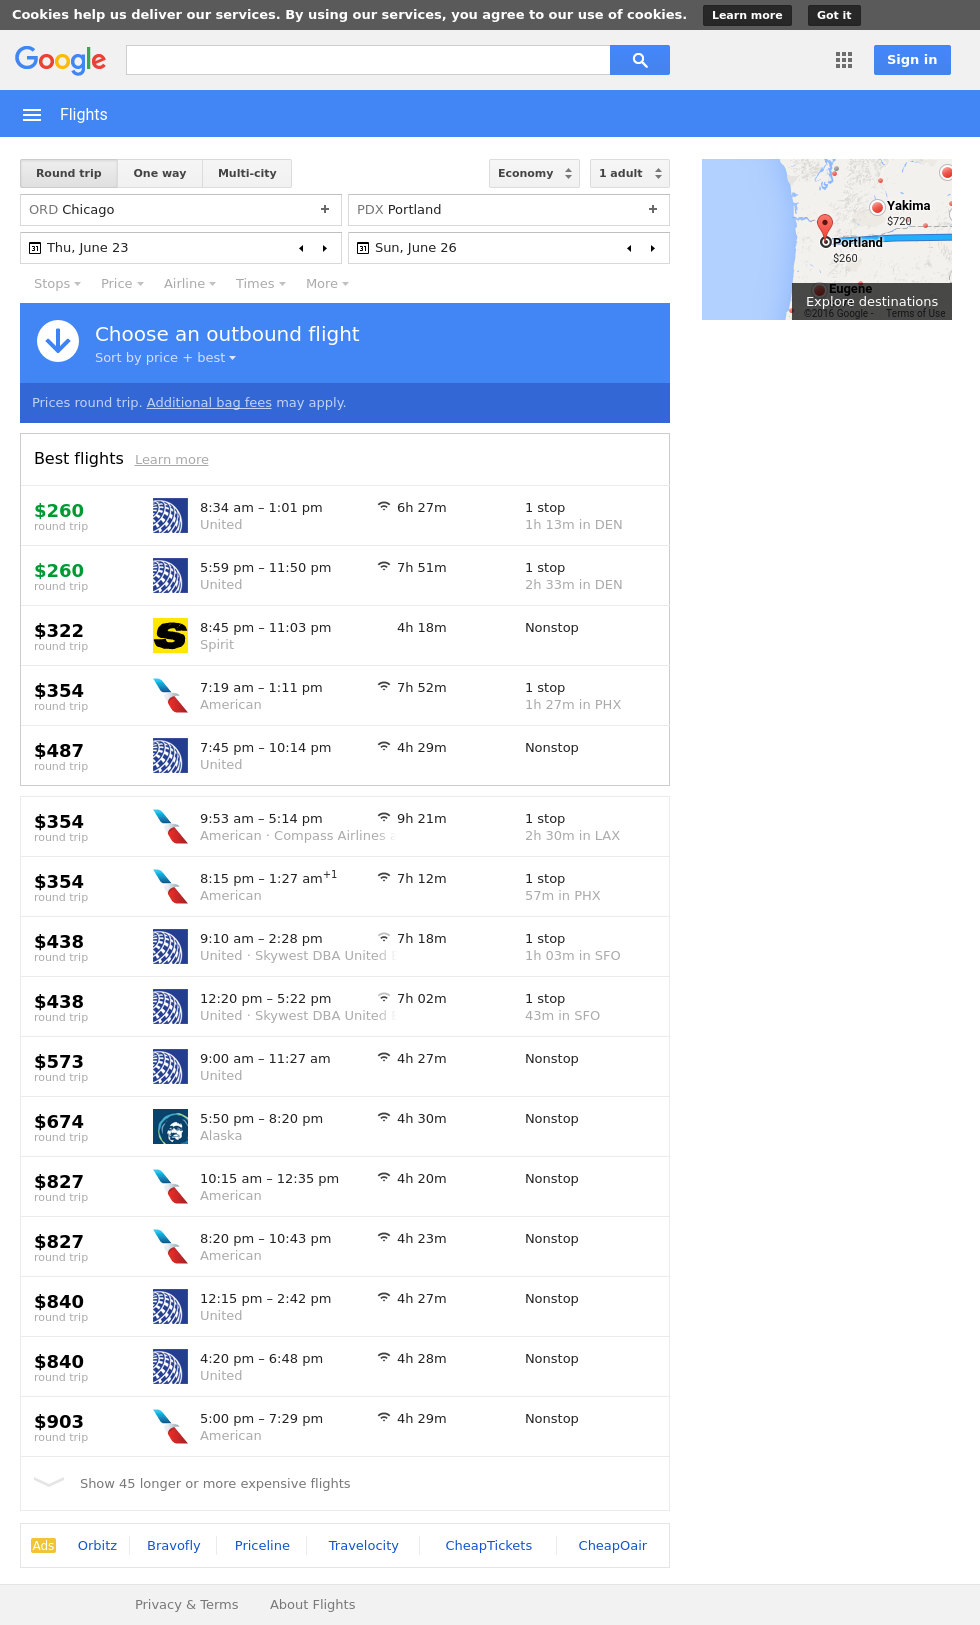 Cookies help us deliver our services. By using our services, you agree to our use of cookies. Learn more Got it
Google Sign in
Flights
Round trip One way Multi-city Economy 1 adult
ORD Chicago + PDX Portland +
31 Thu, June 23 31 Sun, June 26
Stops Price Airline Times More
Yakima
$720
Portland
$260
Eugene
Explore destinations
©2016 Google - Terms of Use
Choose an outbound flight
Sort by price + best
Prices round trip. Additional bag fees may apply.
Best flights Learn more
$260 8:34 am – 1:01 pm 6h 27m 1 stop
round trip United 1h 13m in DEN
$260 5:59 pm – 11:50 pm 7h 51m 1 stop
round trip United 2h 33m in DEN
$322 8:45 pm – 11:03 pm 4h 18m Nonstop
round trip Spirit
$354 7:19 am – 1:11 pm 7h 52m 1 stop
round trip American 1h 27m in PHX
$487 7:45 pm – 10:14 pm 4h 29m Nonstop
round trip United
$354 9:53 am – 5:14 pm 9h 21m 1 stop
round trip American · Compass Airlines 2h 30m in LAX
$354 8:15 pm – 1:27 am+1 7h 12m 1 stop
round trip American 57m in PHX
$438 9:10 am – 2:28 pm 7h 18m 1 stop
round trip United · Skywest DBA United 1h 03m in SFO
$438 12:20 pm – 5:22 pm 7h 02m 1 stop
round trip United · Skywest DBA United 43m in SFO
$573 9:00 am – 11:27 am 4h 27m Nonstop
round trip United
$674 5:50 pm – 8:20 pm 4h 30m Nonstop
round trip Alaska
$827 10:15 am – 12:35 pm 4h 20m Nonstop
round trip American
$827 8:20 pm – 10:43 pm 4h 23m Nonstop
round trip American
$840 12:15 pm – 2:42 pm 4h 27m Nonstop
round trip United
$840 4:20 pm – 6:48 pm 4h 28m Nonstop
round trip United
$903 5:00 pm – 7:29 pm 4h 29m Nonstop
round trip American
Show 45 longer or more expensive flights
Ads Orbitz Bravofly Priceline Travelocity CheapTickets CheapOair
Privacy & Terms About Flights